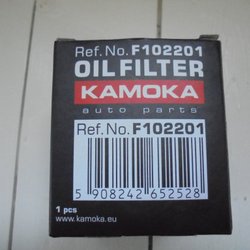 Ref. No. F102201
OIL FILTER
KAMOKA
auto parts
Ref. No. F102201
5 908242 652528
1 pcs
www.kamoka.eu